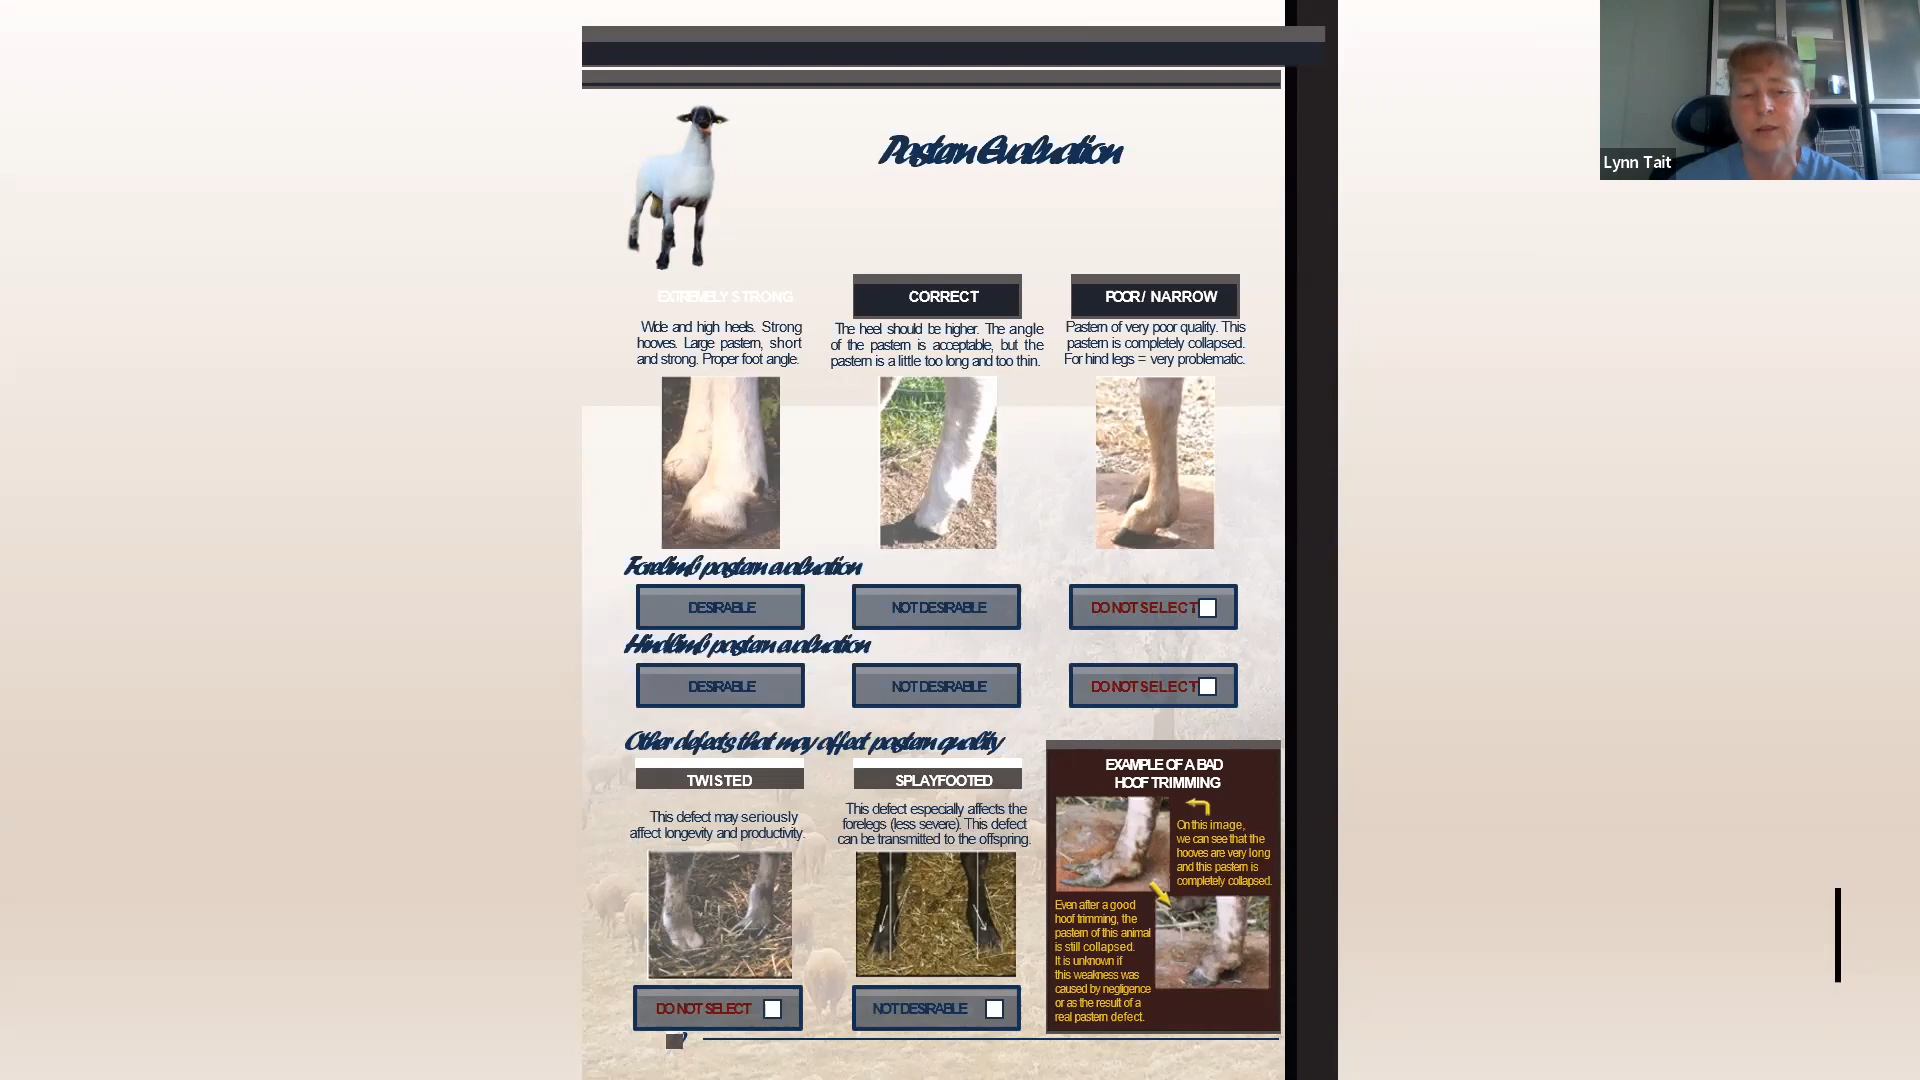 Lynn Tait
Pastern Evaluation
EXTREMELY STRONG
Wide and high heels. Strong
hooves. Large pastern, short
and strong. Proper foot angle.
CORRECT
The heel should be higher. The angle
of the pastern is acceptable, but the
pastern is a little too long and too thin.
POOR / NARROW
Pastern of very poor quality. This
pastern is completely collapsed.
For hind legs = very problematic.
Forelimb pastern evaluation
DESIRABLE
NOT DESIRABLE
DO NOT SELECT
Hindlimb pastern evaluation
DESIRABLE
NOT DESIRABLE
DO NOT SELECT
Other defects that may affect pastern quality
TWISTED
This defect may seriously
affect longevity and productivity.
DO NOT SELECT
SPLAYFOOTED
This defect especially affects the
forelegs (less severe). This defect
can be transmitted to the offspring.
NOT DESIRABLE
EXAMPLE OF A BAD
HOOF TRIMMING
On this image,
we can see that the
hooves are very long
and this pastern is
completely collapsed.
Even after a good
hoof trimming, the
pastern of this animal
is still collapsed.
It is unknown if
this weakness was
caused by negligence
or as the result of a
real pastern defect.